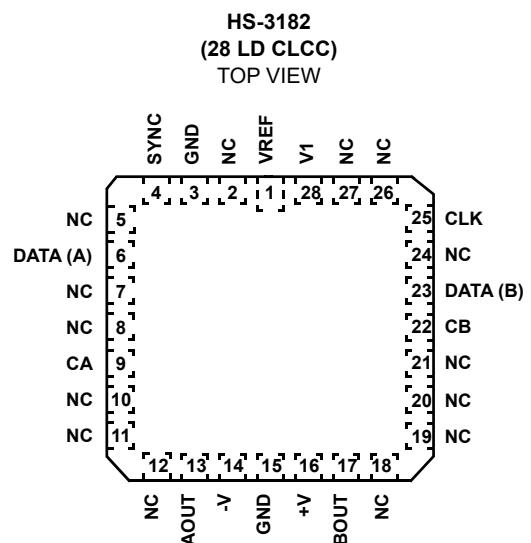 HS-3182
(28 LD CLCC)
TOP VIEW
SYNC
GND
NC
VREF
V1
NC
NC
4
3
2
1
28
27
26
NC 5
DATA (A) 6
NC 7
NC 8
CA 9
NC 10
NC 11
25 CLK
24 NC
23 DATA (B)
22 CB
21 NC
20 NC
19 NC
12
13
14
15
16
17
18
NC
AOUT
-V
GND
+V
BOUT
NC